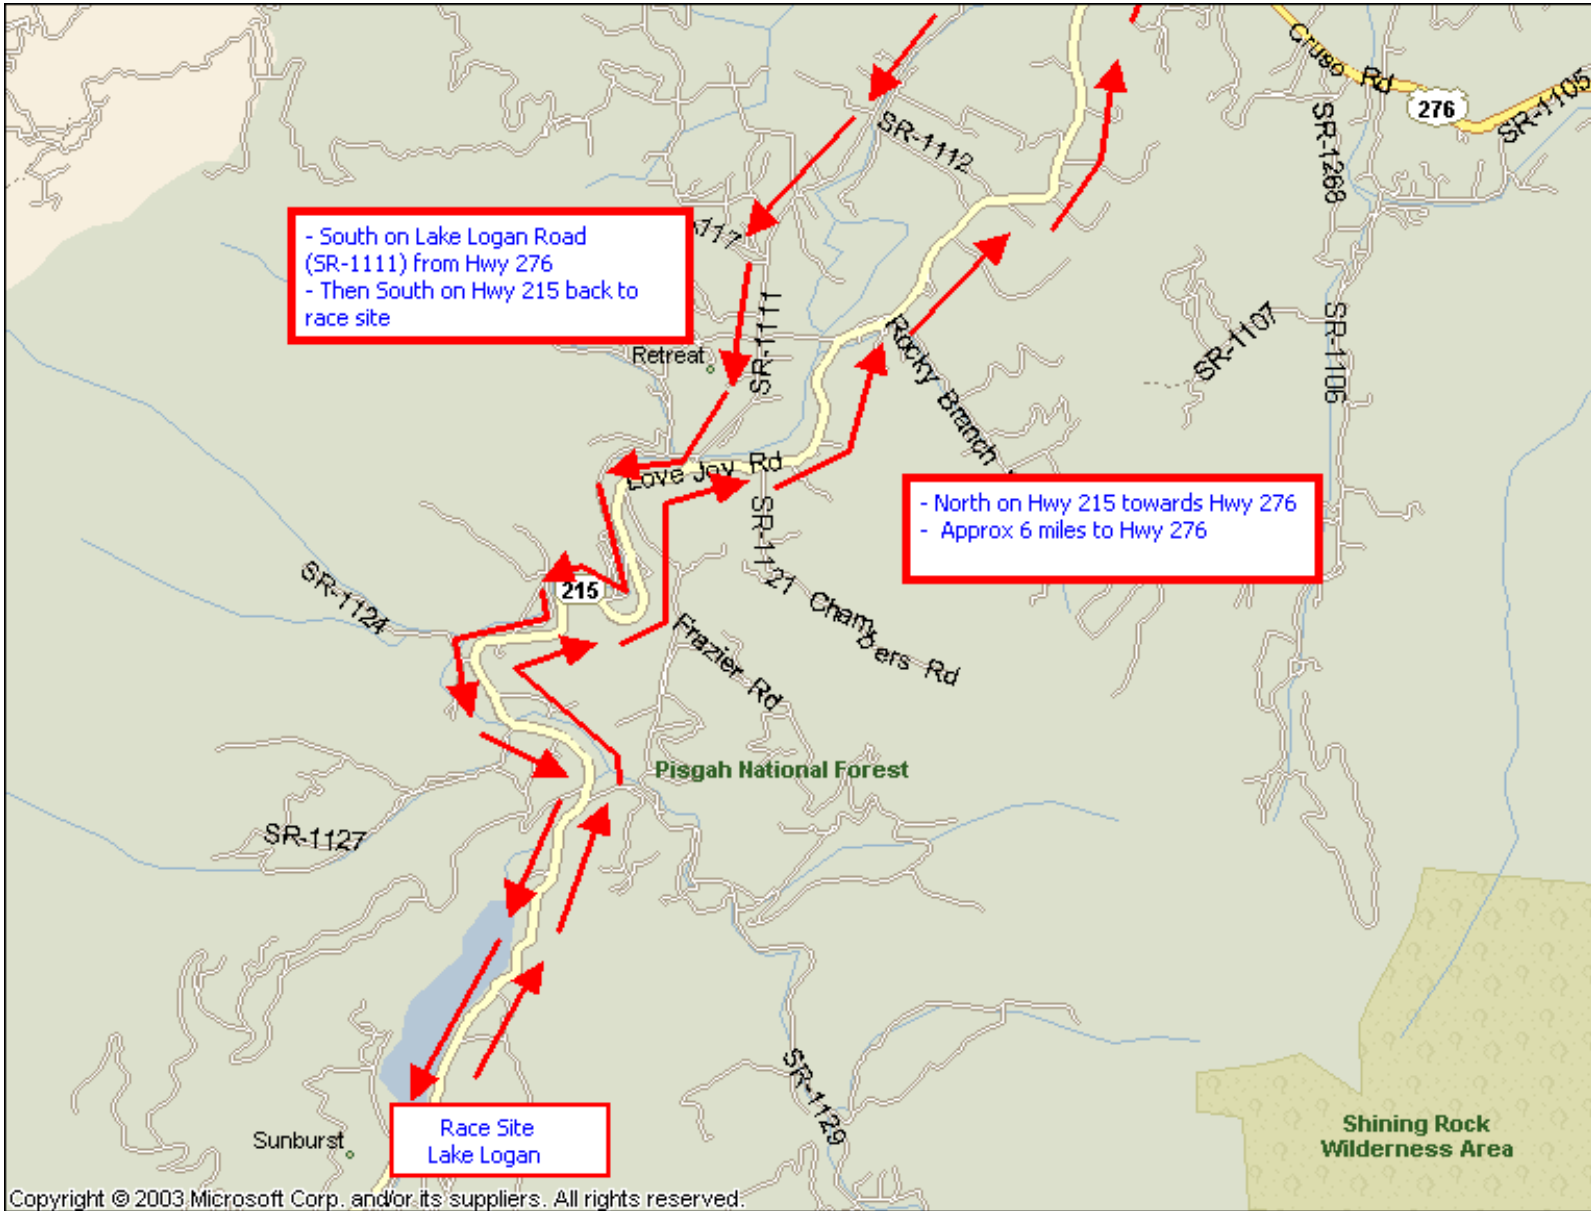 Cruso Rd
276
SR-1105
SR-1112
SR-1268
- South on Lake Logan Road
(SR-1111) from Hwy 276
- Then South on Hwy 215 back to
race site
SR-1111
Retreat
Rocky Branch
SR-1107
SR-1106
Love Joy Rd
- North on Hwy 215 towards Hwy 276
- Approx 6 miles to Hwy 276
SR-1121
215
SR-1124
Chambers Rd
Frazier Rd
Pisgah National Forest
SR-1127
SR-1129
Race Site
Lake Logan
Sunburst
Shining Rock
Wilderness Area
Copyright © 2003 Microsoft Corp. and/or its suppliers. All rights reserved.